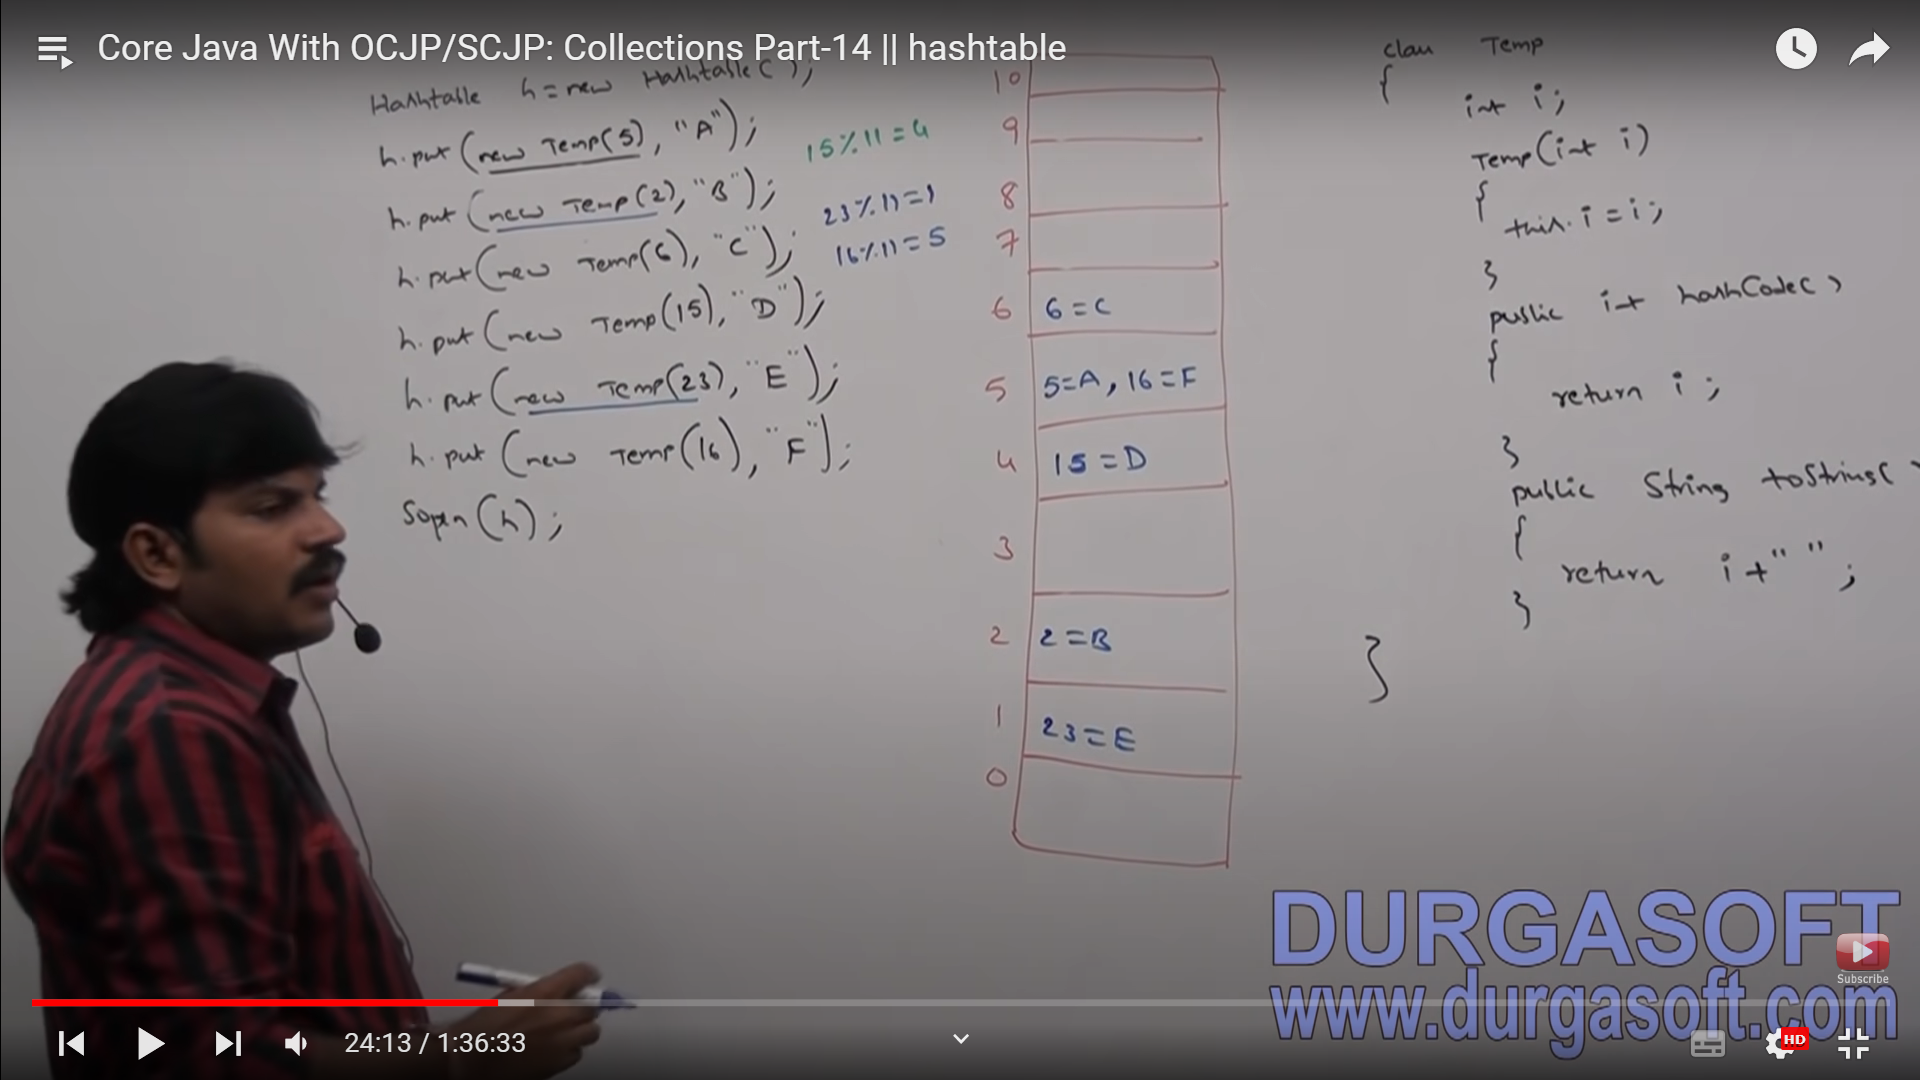 Core Java With OCJP/SCJP: Collections Part-14 || hashtable
Hashtable h = new Hashtable( );
h.put (new Temp(5), "A");
h.put (new Temp(2), "B");
h.put (new Temp(6), "C");
h.put (new Temp(15), "D");
h.put (new Temp(23), "E");
h.put (new Temp(16), "F");
Sopln (h);
15%11=4
23%11=1
16%11=5
10
9
8
7
6 6=C
5 5=A, 16=F
4 15=D
3
2 2=B
1 23=E
0
class Temp
{
int i;
Temp(int i)
{
this.i = i;
}
public int hashCode( )
{
return i;
}
public String toString( )
{
return i+"";
}
}
DURGASOFT
www.durgasoft.com
Subscribe
24:13 / 1:36:33
HD